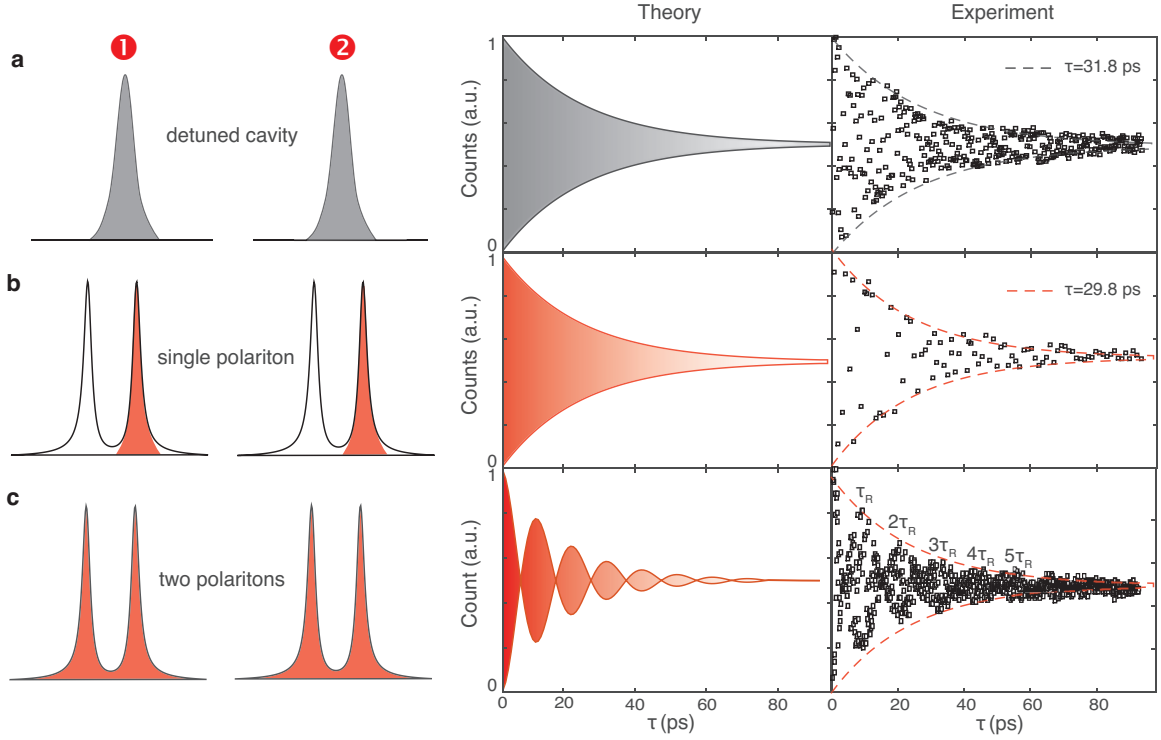 Theory
Experiment
a
1
2
detuned cavity
Counts (a.u.)
1
0
τ=31.8 ps
b
single polariton
Counts (a.u.)
1
0
τ=29.8 ps
c
two polaritons
Count (a.u.)
1
0
τR
2τR
3τR
4τR
5τR
0 20 40 60 80
τ (ps)
0 20 40 60 80
τ (ps)